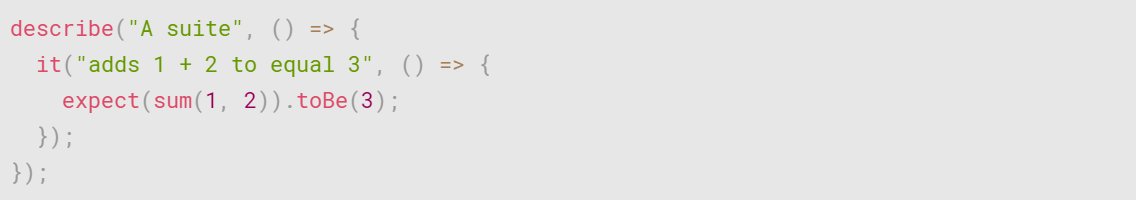 describe("A suite", () => {
  it("adds 1 + 2 to equal 3", () => {
    expect(sum(1, 2)).toBe(3);
  });
});